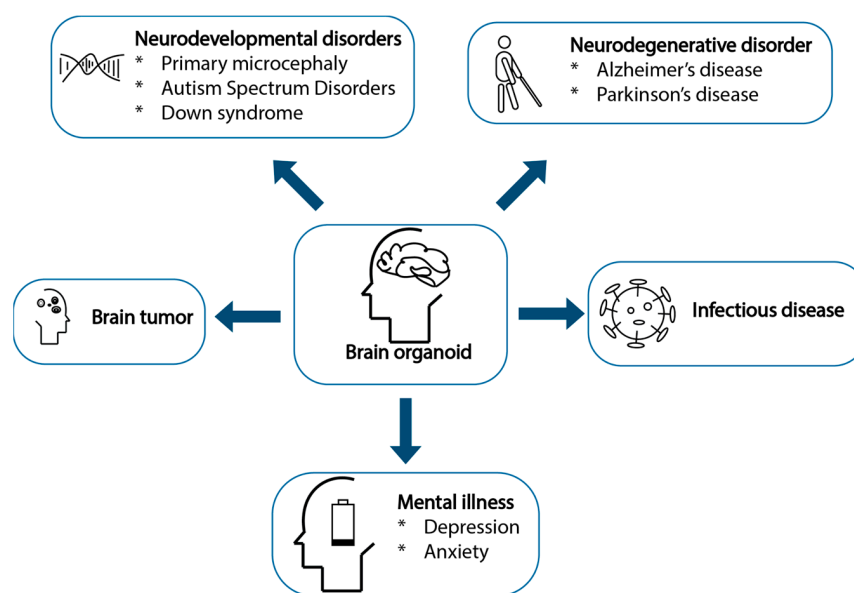 Neurodevelopmental disorders
* Primary microcephaly
* Autism Spectrum Disorders
* Down syndrome
Neurodegenerative disorder
* Alzheimer's disease
* Parkinson's disease
Brain tumor
Brain organoid
Infectious disease
Mental illness
* Depression
* Anxiety